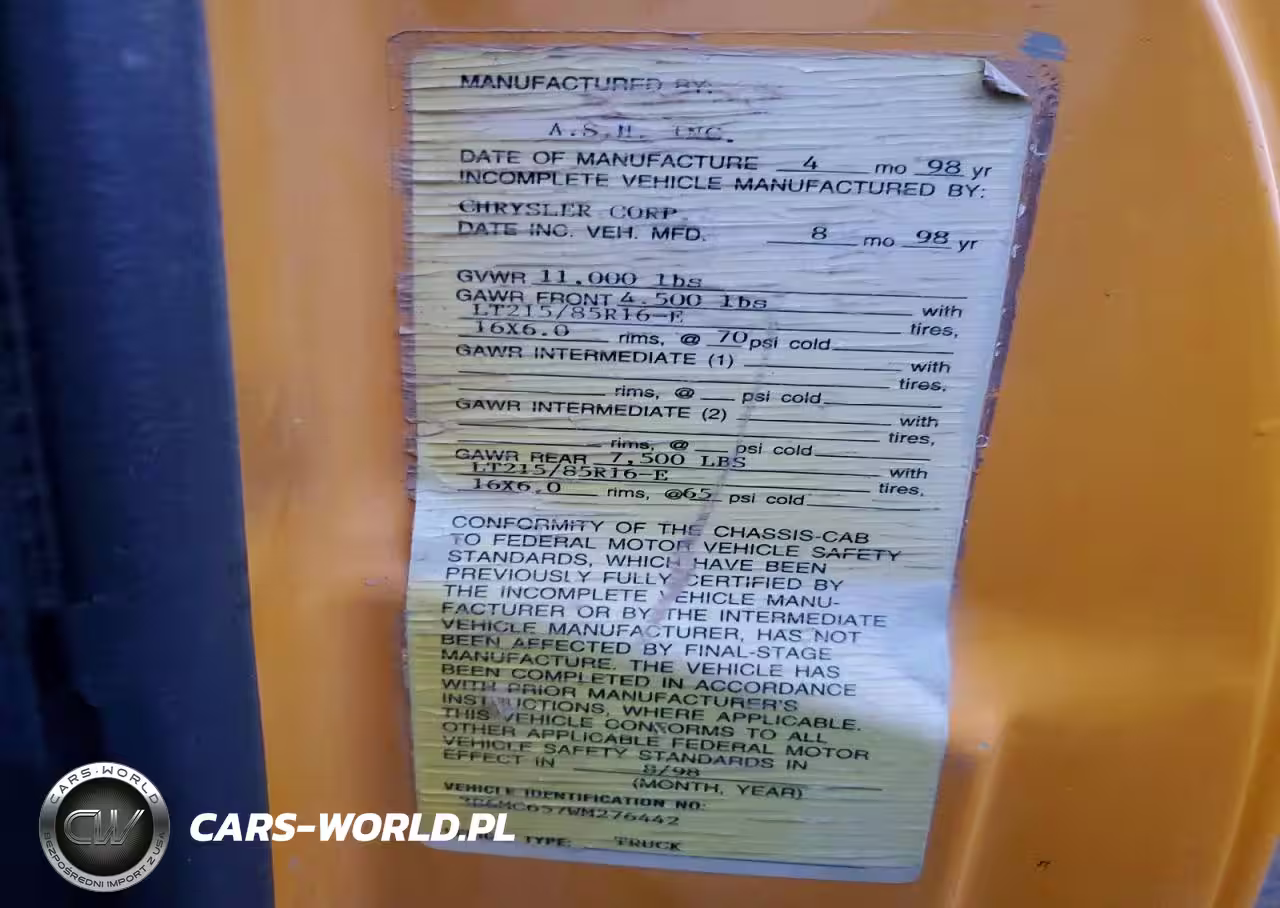 MANUFACTURED BY:
A.S.H. INC.
DATE OF MANUFACTURE 4 mo 98 yr
INCOMPLETE VEHICLE MANUFACTURED BY:
CHRYSLER CORP.
DATE INC. VEH. MFD. 8 mo 98 yr
GVWR 11,000 lbs
GAWR FRONT 4,500 lbs with
LT215/85R16-E tires,
16X6.0 rims, @ 70 psi cold
GAWR INTERMEDIATE (1) with
tires,
rims, @ psi cold
GAWR INTERMEDIATE (2) with
tires,
rims, @ psi cold
GAWR REAR 7,500 LBS with
LT215/85R16-E tires,
16X6.0 rims, @65 psi cold
CONFORMITY OF THE CHASSIS-CAB
TO FEDERAL MOTOR VEHICLE SAFETY
STANDARDS, WHICH HAVE BEEN
PREVIOUSLY FULLY CERTIFIED BY
THE INCOMPLETE VEHICLE MANU-
FACTURER OR BY THE INTERMEDIATE
VEHICLE MANUFACTURER, HAS NOT
BEEN AFFECTED BY FINAL-STAGE
MANUFACTURE. THE VEHICLE HAS
BEEN COMPLETED IN ACCORDANCE
WITH PRIOR MANUFACTURER'S
INSTRUCTIONS, WHERE APPLICABLE.
THIS VEHICLE CONFORMS TO ALL
OTHER APPLICABLE FEDERAL MOTOR
VEHICLE SAFETY STANDARDS IN
EFFECT IN 8/98
(MONTH, YEAR)
VEHICLE IDENTIFICATION NO:
TYPE: TRUCK
CARS-WORLD
CW
BEZPOŚREDNI IMPORT Z USA
CARS-WORLD.PL